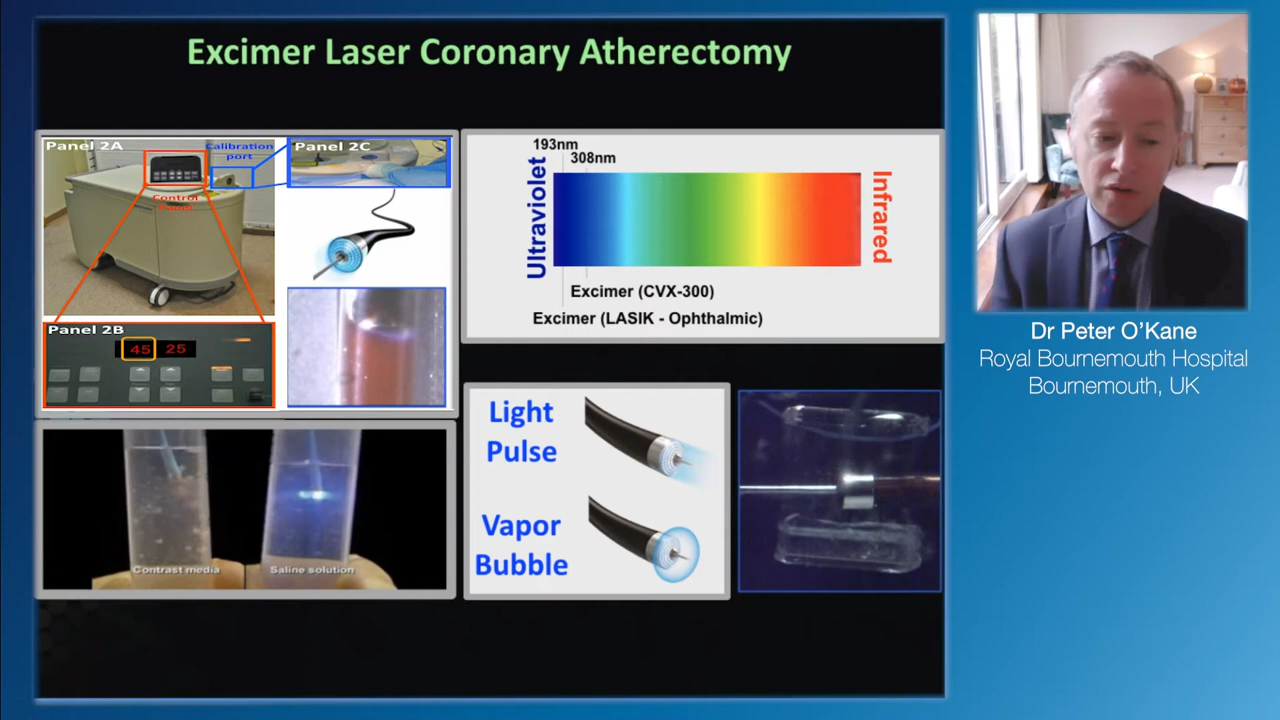 Excimer Laser Coronary Atherectomy
Panel 2A
Calibration
port
Panel 2C
Control
Panel
Panel 2B
45 25
193nm
308nm
Ultraviolet
Infrared
Excimer (CVX-300)
Excimer (LASIK - Ophthalmic)
Contrast media
Saline solution
Light
Pulse
Vapor
Bubble
Dr Peter O'Kane
Royal Bournemouth Hospital
Bournemouth, UK